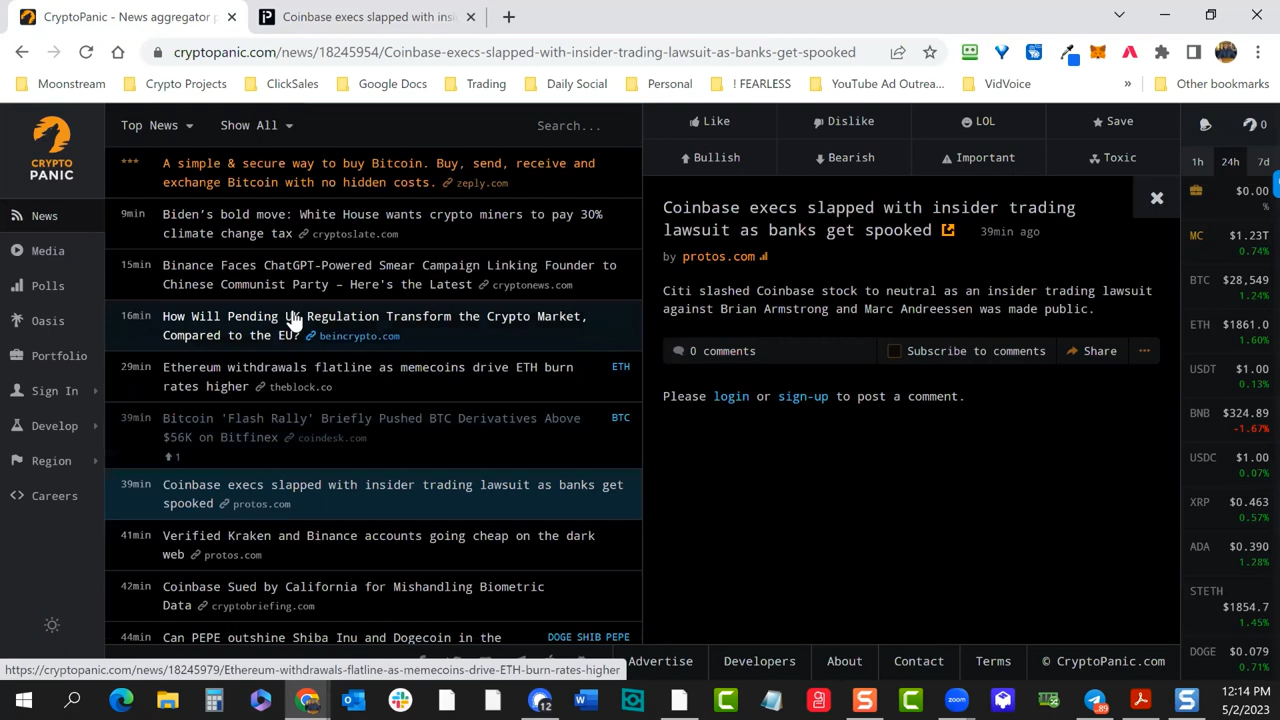 CryptoPanic - News aggregator p
Coinbase execs slapped with insi
cryptopanic.com/news/18245954/Coinbase-execs-slapped-with-insider-trading-lawsuit-as-banks-get-spooked
Moonstream
Crypto Projects
ClickSales
Google Docs
Trading
Daily Social
Personal
! FEARLESS
YouTube Ad Outrea...
VidVoice
»
Other bookmarks
CRYPTO
PANIC
News
Media
Polls
Oasis
Portfolio
Sign In
Develop
Region
Careers
Top News
Show All
Search...
*** A simple & secure way to buy Bitcoin. Buy, send, receive and
exchange Bitcoin with no hidden costs. zeply.com
9min Biden's bold move: White House wants crypto miners to pay 30%
climate change tax cryptoslate.com
15min Binance Faces ChatGPT-Powered Smear Campaign Linking Founder to
Chinese Communist Party – Here's the Latest cryptonews.com
16min How Will Pending UK Regulation Transform the Crypto Market,
Compared to the EU? beincrypto.com
29min Ethereum withdrawals flatline as memecoins drive ETH burn ETH
rates higher theblock.co
39min Bitcoin 'Flash Rally' Briefly Pushed BTC Derivatives Above BTC
$56K on Bitfinex coindesk.com
1
39min Coinbase execs slapped with insider trading lawsuit as banks get
spooked protos.com
41min Verified Kraken and Binance accounts going cheap on the dark
web protos.com
42min Coinbase Sued by California for Mishandling Biometric
Data cryptobriefing.com
44min Can PEPE outshine Shiba Inu and Dogecoin in the DOGE SHIB PEPE
Like
Dislike
LOL
Save
Bullish
Bearish
Important
Toxic
Coinbase execs slapped with insider trading
lawsuit as banks get spooked 39min ago
by protos.com
Citi slashed Coinbase stock to neutral as an insider trading lawsuit
against Brian Armstrong and Marc Andreessen was made public.
0 comments
Subscribe to comments
Share
Please login or sign-up to post a comment.
0
1h 24h 7d
$0.00
%
MC $1.23T
0.74%
BTC $28,549
1.24%
ETH $1861.0
1.60%
USDT $1.00
0.13%
BNB $324.89
-1.67%
USDC $1.00
0.07%
XRP $0.463
0.57%
ADA $0.390
1.28%
STETH
$1854.7
1.45%
DOGE $0.079
0.71%
Advertise
Developers
About
Contact
Terms
© CryptoPanic.com
https://cryptopanic.com/news/18245979/Ethereum-withdrawals-flatline-as-memecoins-drive-ETH-burn-rates-higher
12
zoom
89
12:14 PM
5/2/2023